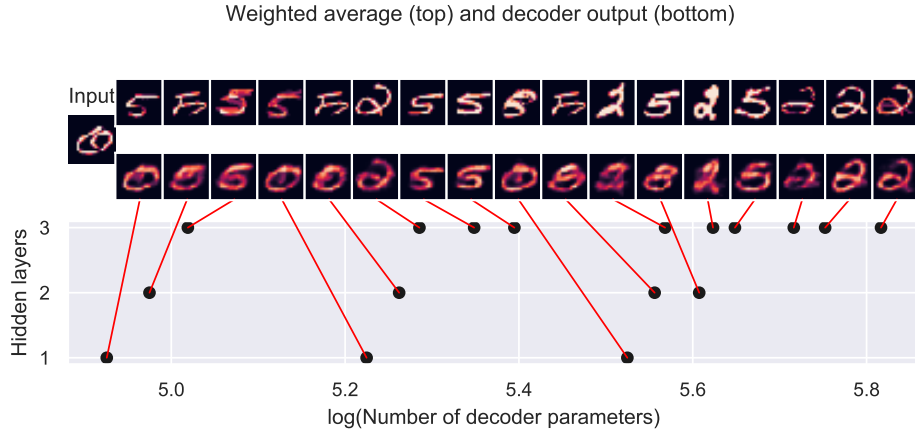 Weighted average (top) and decoder output (bottom)
Input
3
2
1
Hidden layers
5.0 5.2 5.4 5.6 5.8
log(Number of decoder parameters)